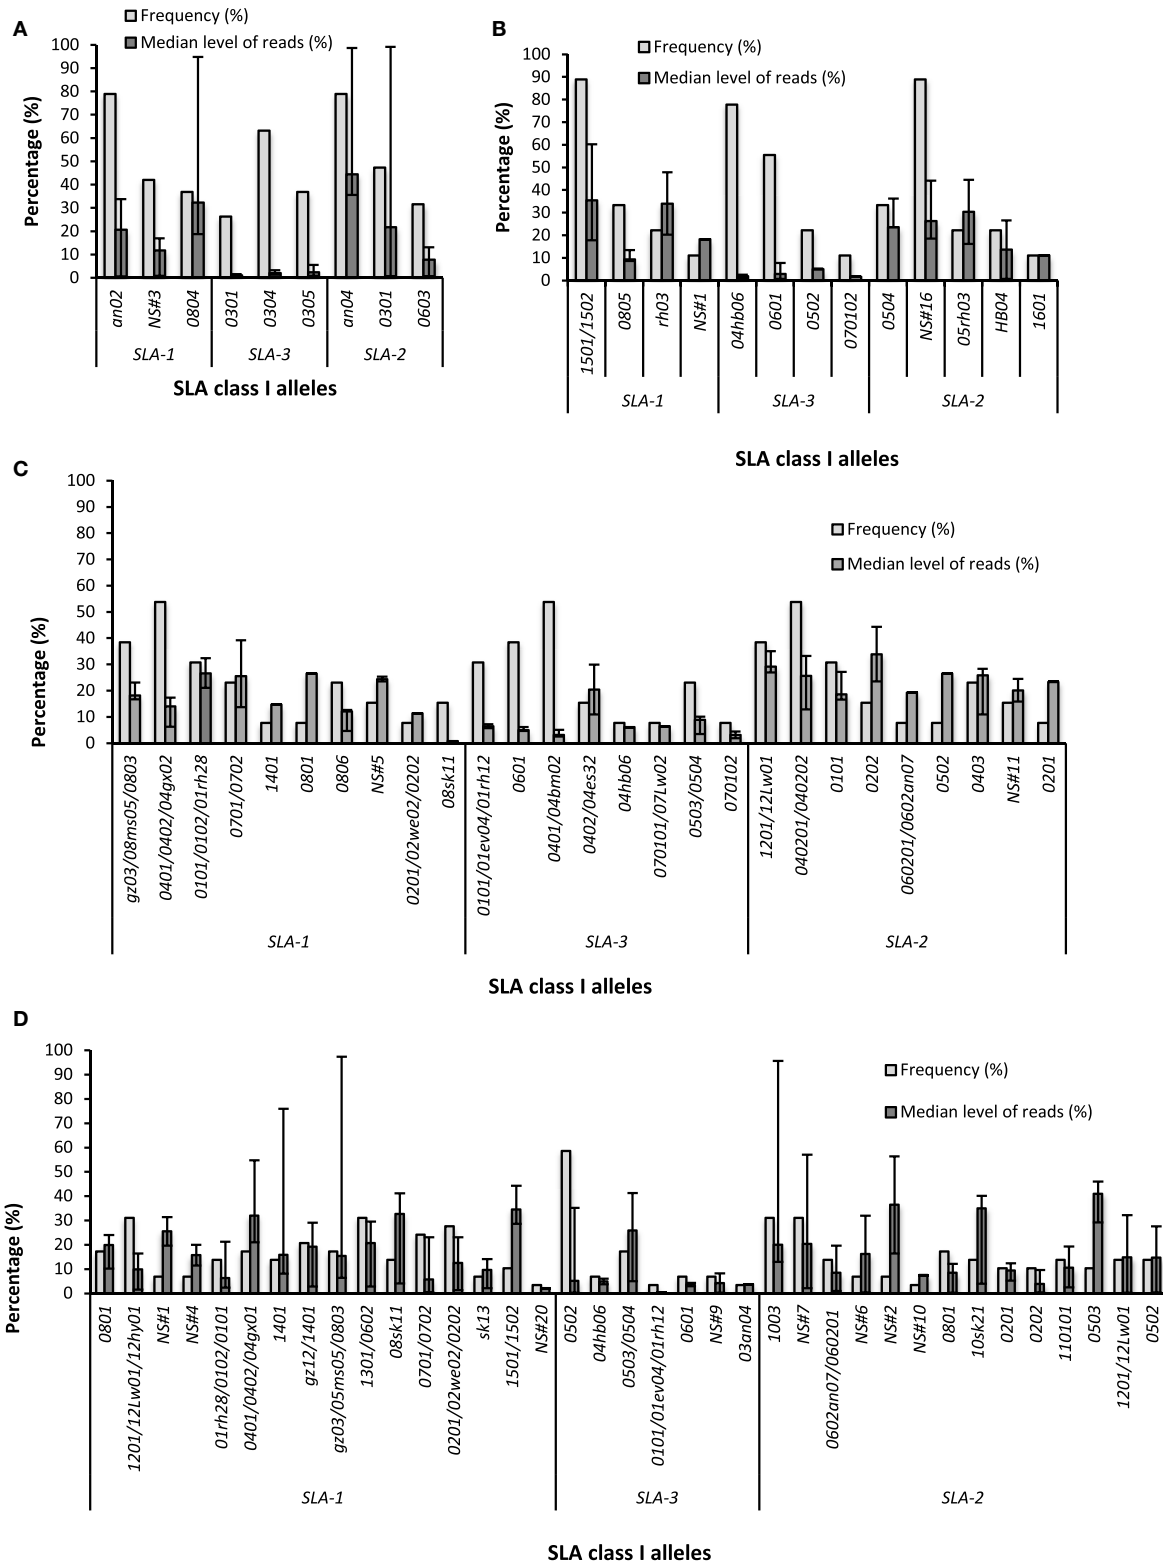 A
Frequency (%)
Median level of reads (%)
Percentage (%)
100
90
80
70
60
50
40
30
20
10
0
an02
NS#3
0804
0301
0304
0305
an04
0301
0603
SLA-1
SLA-3
SLA-2
SLA class I alleles
B
Frequency (%)
Median level of reads (%)
Percentage (%)
100
90
80
70
60
50
40
30
20
10
0
1501/1502
0805
rh03
NS#1
04hb06
0601
0502
070102
0504
NS#16
05rh03
HB04
1601
SLA-1
SLA-3
SLA-2
SLA class I alleles
C
Frequency (%)
Median level of reads (%)
Percentage (%)
100
90
80
70
60
50
40
30
20
10
0
gz03/08ms05/0803
0401/0402/04gx02
0101/0102/01rh28
0701/0702
1401
0801
0806
NS#5
0201/02we02/0202
08sk11
0101/01ev04/01rh12
0601
0401/04bm02
0402/04es32
04hb06
070101/07Lw02
0503/0504
070102
1201/12Lw01
040201/040202
0101
0202
060201/0602an07
0502
0403
NS#11
0201
SLA-1
SLA-3
SLA-2
SLA class I alleles
D
Frequency (%)
Median level of reads (%)
Percentage (%)
100
90
80
70
60
50
40
30
20
10
0
0801
1201/12Lw01/12hy01
NS#1
NS#4
01rh28/0102/0101
0401/0402/04gx01
1401
gz12/1401
gz03/05ms05/0803
1301/0602
08sk11
0701/0702
0201/02we02/0202
sk13
1501/1502
NS#20
0502
04hb06
0503/0504
0101/01ev04/01rh12
0601
NS#9
03an04
1003
NS#7
0602an07/060201
NS#6
NS#2
NS#10
0801
10sk21
0201
0202
110101
0503
1201/12Lw01
0502
SLA-1
SLA-3
SLA-2
SLA class I alleles